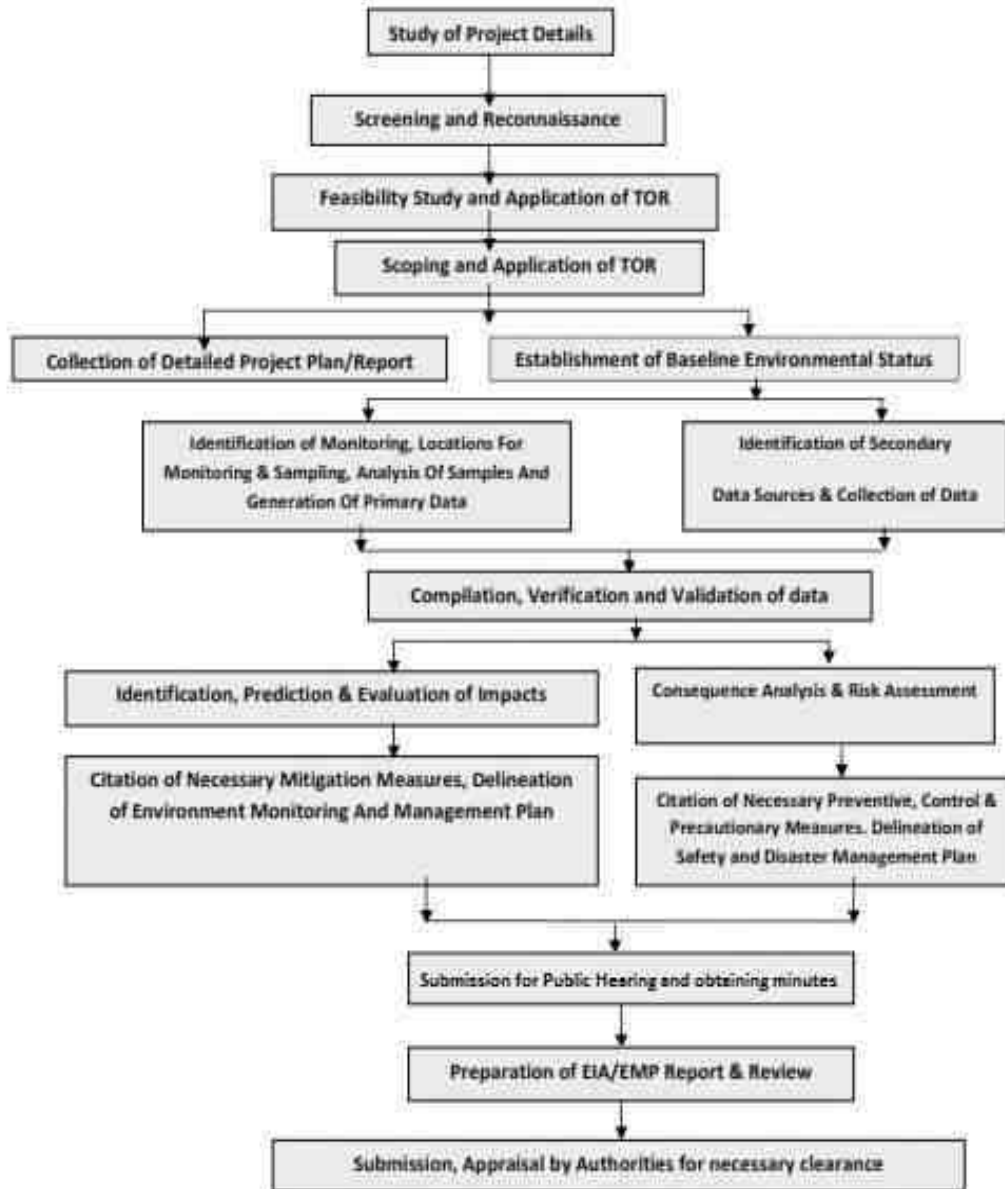 Study of Project Details
Screening and Reconnaissance
Feasibility Study and Application of TOR
Scoping and Application of TOR
Collection of Detailed Project Plan/Report
Establishment of Baseline Environmental Status
Identification of Monitoring, Locations For
Monitoring & Sampling, Analysis Of Samples And
Generation Of Primary Data
Identification of Secondary
Data Sources & Collection of Data
Compilation, Verification and Validation of data
Identification, Prediction & Evaluation of Impacts
Consequence Analysis & Risk Assessment
Citation of Necessary Mitigation Measures, Delineation
of Environment Monitoring And Management Plan
Citation of Necessary Preventive, Control &
Precautionary Measures. Delineation of
Safety and Disaster Management Plan
Submission for Public Hearing and obtaining minutes
Preparation of EIA/EMP Report & Review
Submission, Appraisal by Authorities for necessary clearance